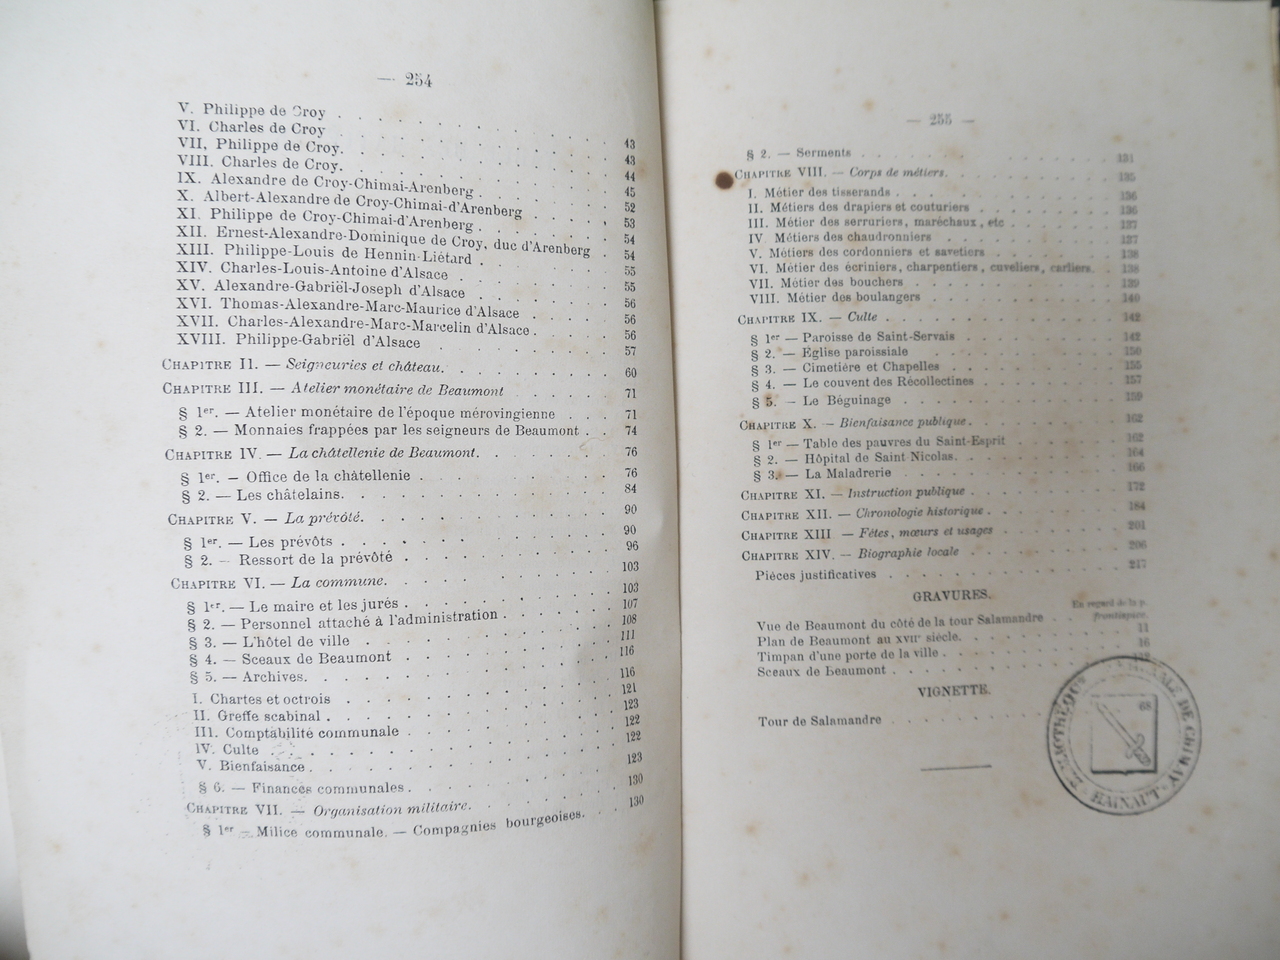 — 254
V. Philippe de Croy . . . . . . . . 43
VI. Charles de Croy . . . . . . . . 43
VII, Philippe de Croy. . . . . . . . 44
VIII. Charles de Croy. . . . . . . . 45
IX. Alexandre de Croy-Chimai-Arenberg . . . . . 52
X. Albert-Alexandre de Croy-Chimai-d'Arenberg . . . . 53
XI. Philippe de Croy-Chimai-d'Arenberg . . . . . 54
XII. Ernest-Alexandre-Dominique de Croy, duc d'Arenberg . 54
XIII. Philippe-Louis de Hennin-Liétard . . . . . 55
XIV. Charles-Louis-Antoine d'Alsace . . . . . 55
XV. Alexandre-Gabriël-Joseph d'Alsace . . . . . 56
XVI. Thomas-Alexandre-Marc-Maurice d'Alsace . . . . 56
XVII. Charles-Alexandre-Marc-Marcelin d'Alsace . . . . 56
XVIII. Philippe-Gabriël d'Alsace . . . . . . 57
CHAPITRE II. — Seigneuries et château. . . . . . 60
CHAPITRE III. — Atelier monétaire de Beaumont . . . . 71
§ 1er. — Atelier monétaire de l'époque mérovingienne . . . 71
§ 2. — Monnaies frappées par les seigneurs de Beaumont . . 74
CHAPITRE IV. — La châtellenie de Beaumont. . . . . 76
§ 1er. — Office de la châtellenie . . . . . . 76
§ 2. — Les châtelains. . . . . . . . 84
CHAPITRE V. — La prévôté. . . . . . . . 90
§ 1er. — Les prévôts . . . . . . . . 90
§ 2. — Ressort de la prévôté . . . . . . 96
CHAPITRE VI. — La commune. . . . . . . 103
§ 1er. — Le maire et les jurés . . . . . . 103
§ 2. — Personnel attaché à l'administration . . . . 107
§ 3. — L'hôtel de ville . . . . . . . 108
§ 4. — Sceaux de Beaumont . . . . . . 111
§ 5. — Archives. . . . . . . . . 116
I. Chartes et octrois . . . . . . . 116
II. Greffe scabinal . . . . . . . . 121
III. Comptabilité communale . . . . . . 123
IV. Culte . . . . . . . . . . 122
V. Bienfaisance . . . . . . . . . 122
§ 6. — Finances communales . . . . . . 123
CHAPITRE VII. — Organisation militaire. . . . . 130
§ 1er — Milice communale. — Compagnies bourgeoises. . 130
— 255 —
§ 2. — Serments . . . . . . . . 131
CHAPITRE VIII. — Corps de métiers. . . . . . 135
I. Métier des tisserands . . . . . . . 136
II. Métiers des drapiers et couturiers . . . . . 136
III. Métier des serruriers, maréchaux, etc . . . . 137
IV Métiers des chaudronniers . . . . . . 137
V. Métiers des cordonniers et savetiers . . . . . 138
VI. Métier des écriniers, charpentiers, cuveliers, carliers. . 138
VII. Métier des bouchers . . . . . . . 139
VIII. Métier des boulangers . . . . . . . 140
CHAPITRE IX. — Culte . . . . . . . . 142
§ 1er — Paroisse de Saint-Servais . . . . . . 142
§ 2. — Église paroissiale . . . . . . . 150
§ 3. — Cimetière et Chapelles . . . . . . 155
§ 4. — Le couvent des Récollectines . . . . . 157
§ 5. — Le Béguinage . . . . . . . 159
CHAPITRE X. — Bienfaisance publique. . . . . . 162
§ 1er — Table des pauvres du Saint-Esprit . . . . 162
§ 2. — Hôpital de Saint Nicolas. . . . . . 164
§ 3. — La Maladrerie . . . . . . . 166
CHAPITRE XI. — Instruction publique . . . . . 172
CHAPITRE XII. — Chronologie historique . . . . . 184
CHAPITRE XIII — Fêtes, mœurs et usages . . . . . 201
CHAPITRE XIV. — Biographie locale . . . . . . 206
Pièces justificatives . . . . . . . . 217
GRAVURES.
En regard de la p.
Vue de Beaumont du côté de la tour Salamandre . . frontispice.
Plan de Beaumont au XVIIe siècle. . . . . . 11
Timpan d'une porte de la ville . . . . . . 16
Sceaux de Beaumont . . . . . . .
VIGNETTE.
Tour de Salamandre . . . . . .
DE CHIMAY - HAINAUT -
68